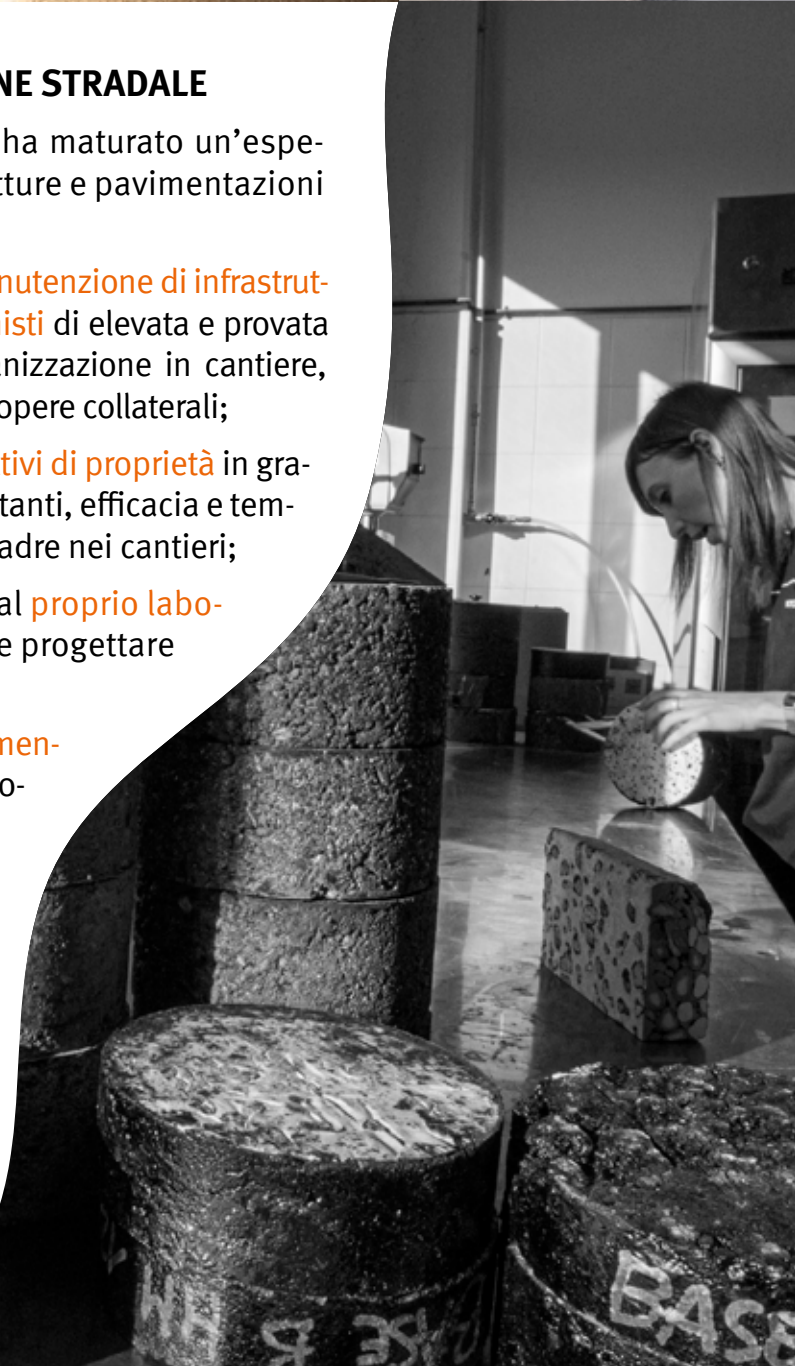 NE STRADALE
ha maturato un’espe-
tture e pavimentazioni
nutenzione di infrastrut-
isti di elevata e provata
nizzazione in cantiere,
opere collaterali;
tivi di proprietà in gra-
tanti, efficacia e tem-
adre nei cantieri;
al proprio labo-
e progettare
men-
o-
BASE